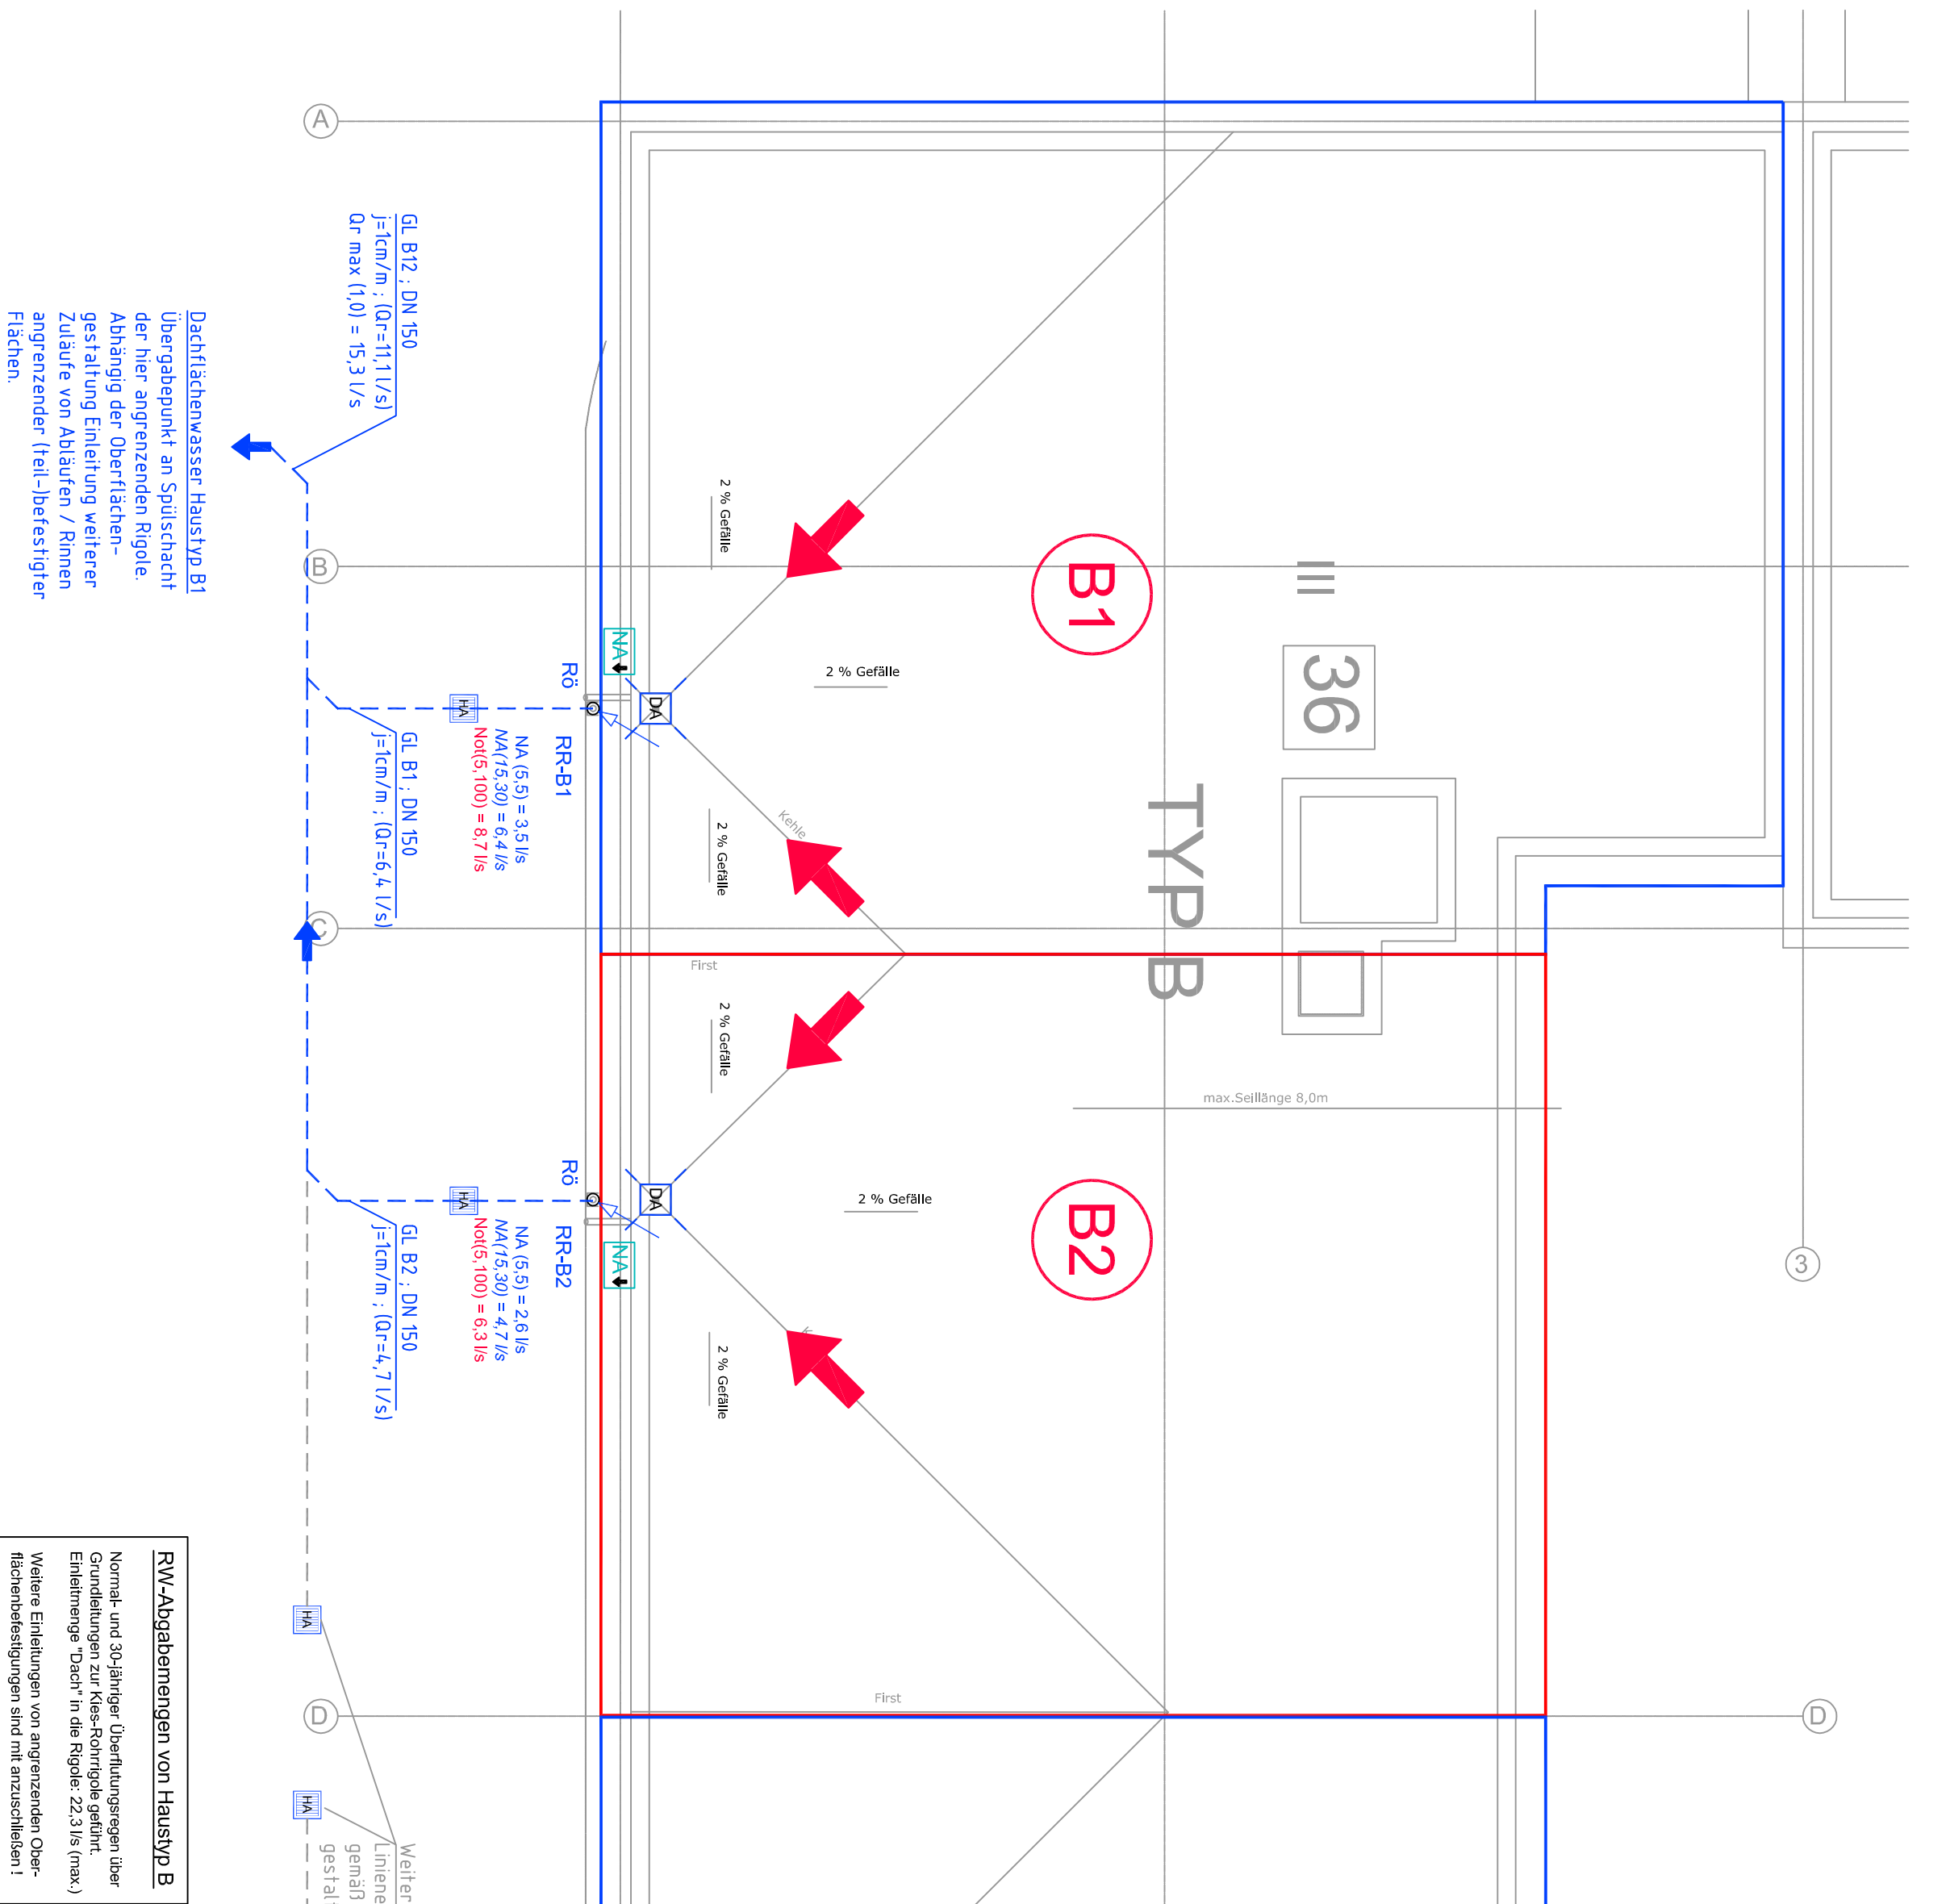 A
B
C
D
D
3
GL B12 ; DN 150
j=1cm/m ; (Qr=11,1 l/s)
Qr max (1,0) = 15,3 l/s
Dachflächenwasser Haustyp B1
Übergabepunkt an Spülschacht
der hier angrenzenden Rigole.
Abhängig der Oberflächen-
gestaltung Einleitung weiterer
Zuläufe von Abläufen / Rinnen
angrenzender (teil-)befestigter
Flächen.
2 % Gefälle
2 % Gefälle
2 % Gefälle
B1
III
36
TYP B
NA
DA
Rö
RR-B1
HA
NA (5,5) = 3,5 l/s
NA(15,30) = 6,4 l/s
Not(5,100) = 8,7 l/s
GL B1 ; DN 150
j=1cm/m ; (Qr=6,4 l/s)
Kehle
First
2 % Gefälle
2 % Gefälle
2 % Gefälle
max.Seillänge 8,0m
B2
DA
NA
Rö
RR-B2
HA
NA (5,5) = 2,6 l/s
NA(15,30) = 4,7 l/s
Not(5,100) = 6,3 l/s
GL B2 ; DN 150
j=1cm/m ; (Qr=4,7 l/s)
First
HA
HA
Weiter
Liniene
gemäß
gestal
RW-Abgabemengen von Haustyp B
Normal- und 30-jähriger Überflutungsregen über
Grundleitungen zur Kies-Rohrrigole geführt.
Einleitmenge "Dach" in die Rigole: 22,3 l/s (max.)
Weitere Einleitungen von angrenzenden Ober-
flächenbefestigungen sind mit anzuschließen !